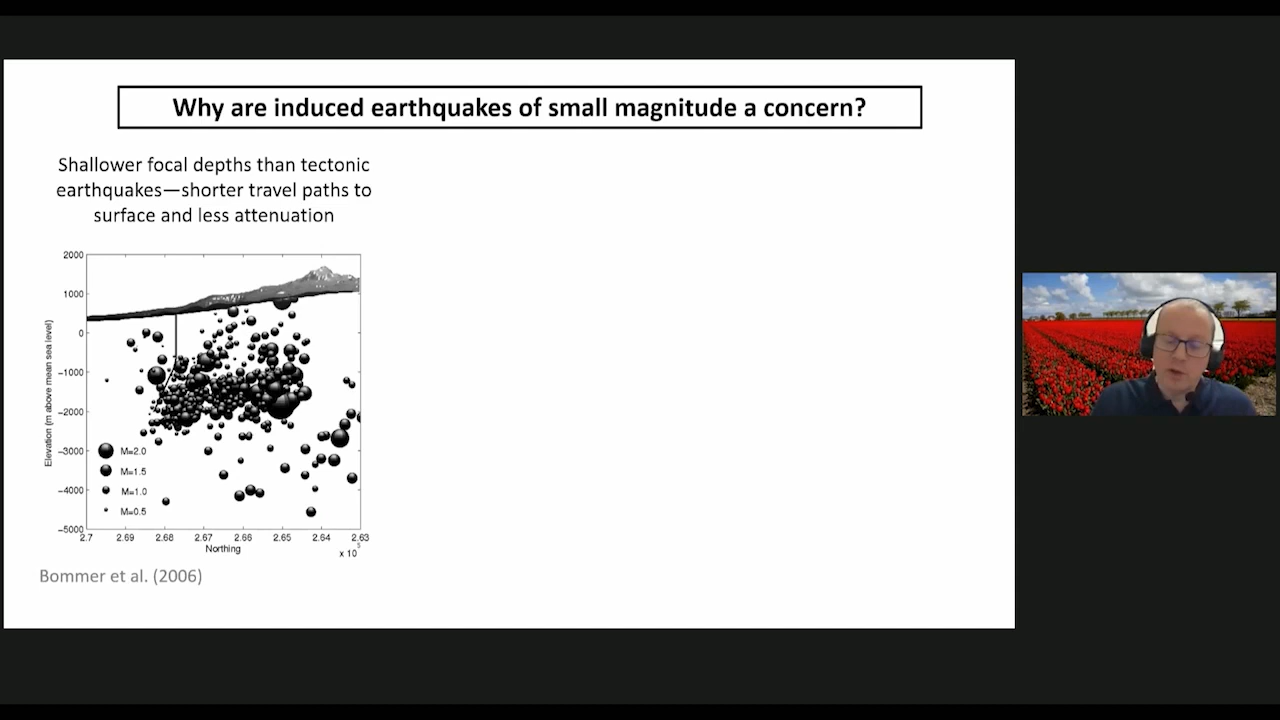 Why are induced earthquakes of small magnitude a concern?
Shallower focal depths than tectonic
earthquakes—shorter travel paths to
surface and less attenuation
Elevation (m above mean sea level)
2000
1000
0
−1000
−2000
−3000
−4000
−5000
M=2.0
M=1.5
M=1.0
M=0.5
2.7 2.69 2.68 2.67 2.66 2.65 2.64 2.63
Northing
x 10^5
Bommer et al. (2006)